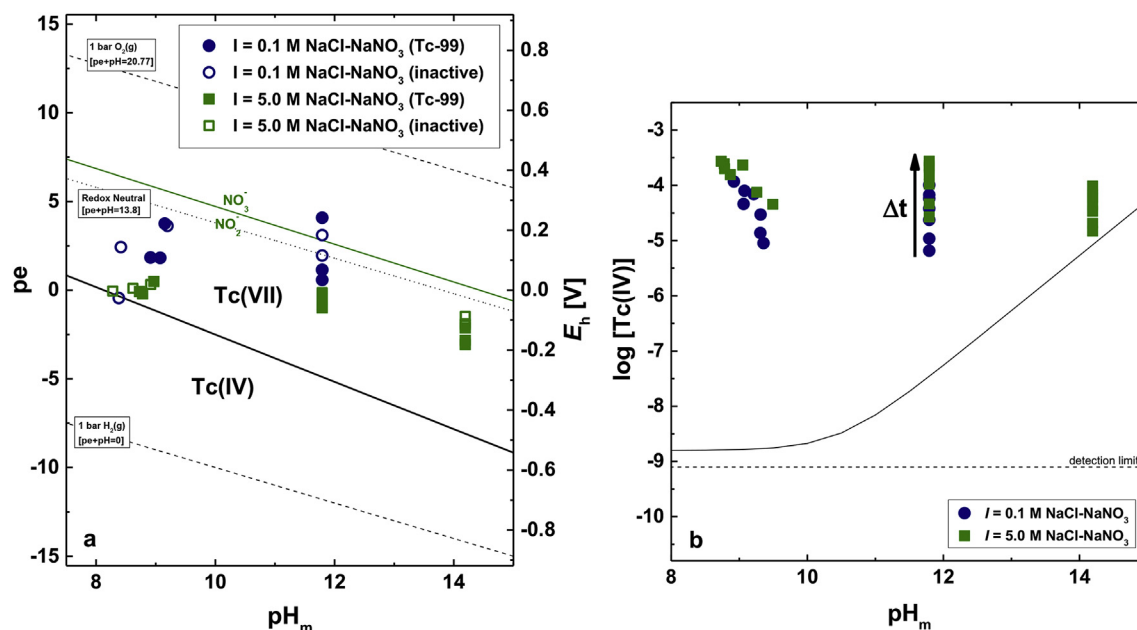 15
10
5
0
-5
-10
-15
pe
8
10
12
14
pHₘ
0.8
0.6
0.4
0.2
0.0
-0.2
-0.4
-0.6
-0.8
Eₕ [V]
1 bar O₂(g)
[pe+pH=20.77]
I = 0.1 M NaCl-NaNO₃ (Tc-99)
I = 0.1 M NaCl-NaNO₃ (inactive)
I = 5.0 M NaCl-NaNO₃ (Tc-99)
I = 5.0 M NaCl-NaNO₃ (inactive)
Redox Neutral
[pe+pH=13.8]
NO₃⁻
NO₂⁻
Tc(VII)
Tc(IV)
1 bar H₂(g)
[pe+pH=0]
a
-3
-4
-5
-6
-7
-8
-9
-10
log [Tc(IV)]
Δt
detection limit
I = 0.1 M NaCl-NaNO₃
I = 5.0 M NaCl-NaNO₃
b
8
10
12
14
pHₘ